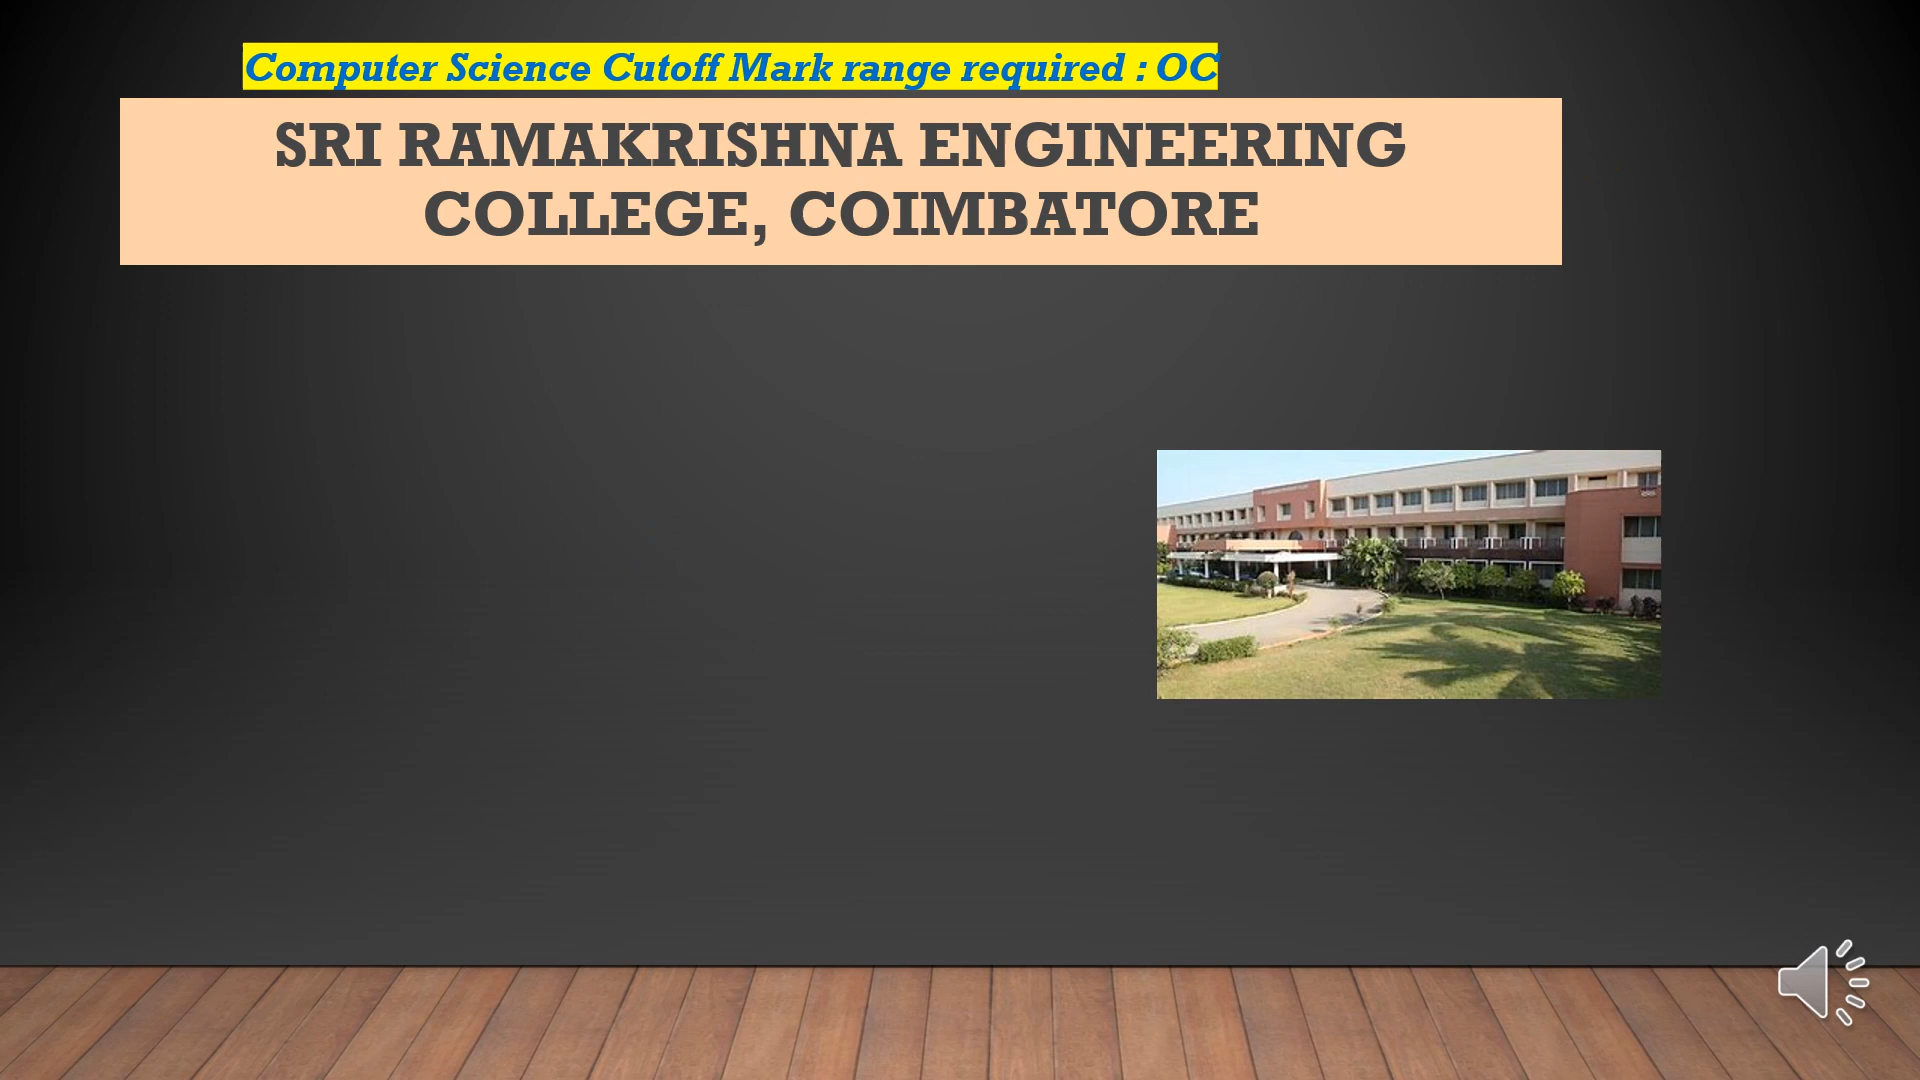 Computer Science Cutoff Mark range required : OC
SRI RAMAKRISHNA ENGINEERING
COLLEGE, COIMBATORE